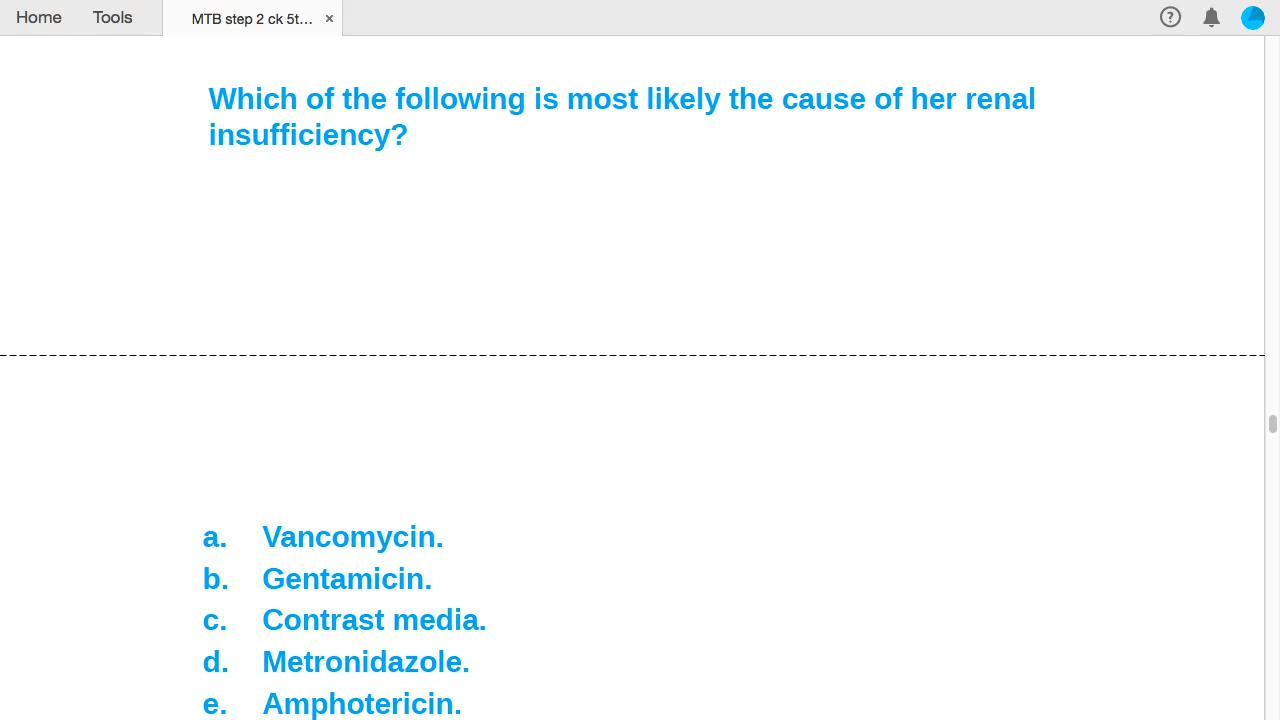 Home Tools MTB step 2 ck 5t... ×
Which of the following is most likely the cause of her renal
insufficiency?
a. Vancomycin.
b. Gentamicin.
c. Contrast media.
d. Metronidazole.
e. Amphotericin.